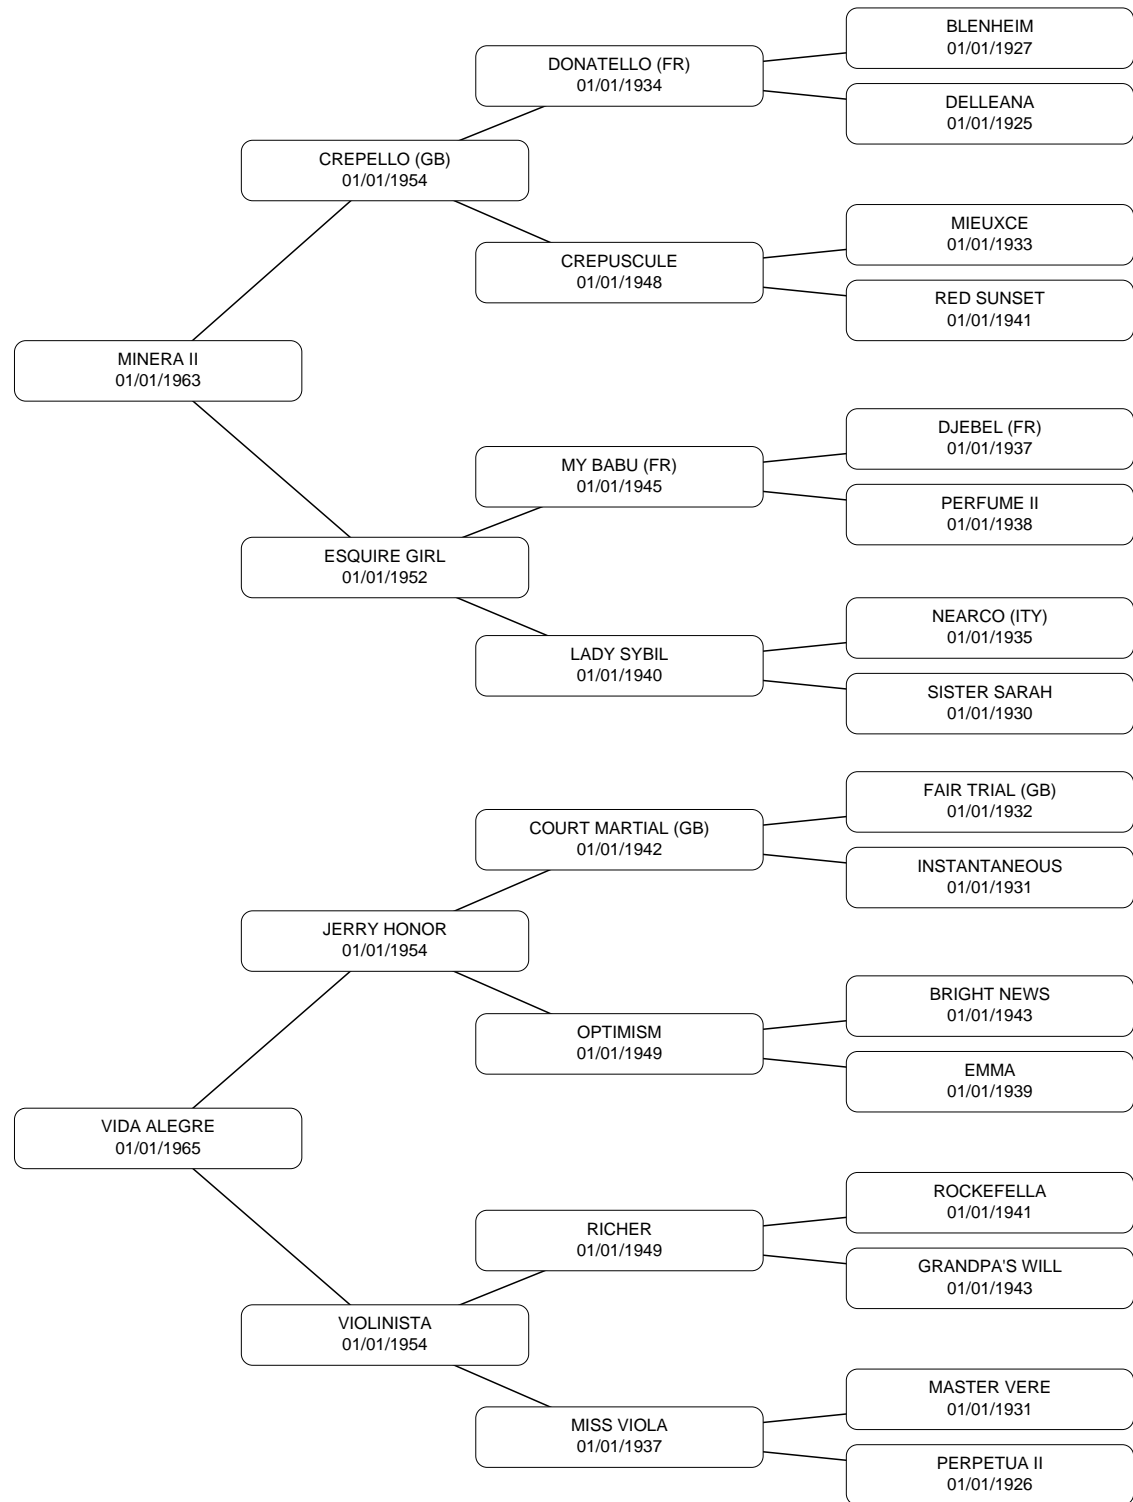 BLENHEIM
01/01/1927
DONATELLO (FR)
01/01/1934
DELLEANA
01/01/1925
CREPELLO (GB)
01/01/1954
MIEUXCE
01/01/1933
CREPUSCULE
01/01/1948
RED SUNSET
01/01/1941
MINERA II
01/01/1963
DJEBEL (FR)
01/01/1937
MY BABU (FR)
01/01/1945
PERFUME II
01/01/1938
ESQUIRE GIRL
01/01/1952
NEARCO (ITY)
01/01/1935
LADY SYBIL
01/01/1940
SISTER SARAH
01/01/1930
FAIR TRIAL (GB)
01/01/1932
COURT MARTIAL (GB)
01/01/1942
INSTANTANEOUS
01/01/1931
JERRY HONOR
01/01/1954
BRIGHT NEWS
01/01/1943
OPTIMISM
01/01/1949
EMMA
01/01/1939
VIDA ALEGRE
01/01/1965
ROCKEFELLA
01/01/1941
RICHER
01/01/1949
GRANDPA'S WILL
01/01/1943
VIOLINISTA
01/01/1954
MASTER VERE
01/01/1931
MISS VIOLA
01/01/1937
PERPETUA II
01/01/1926